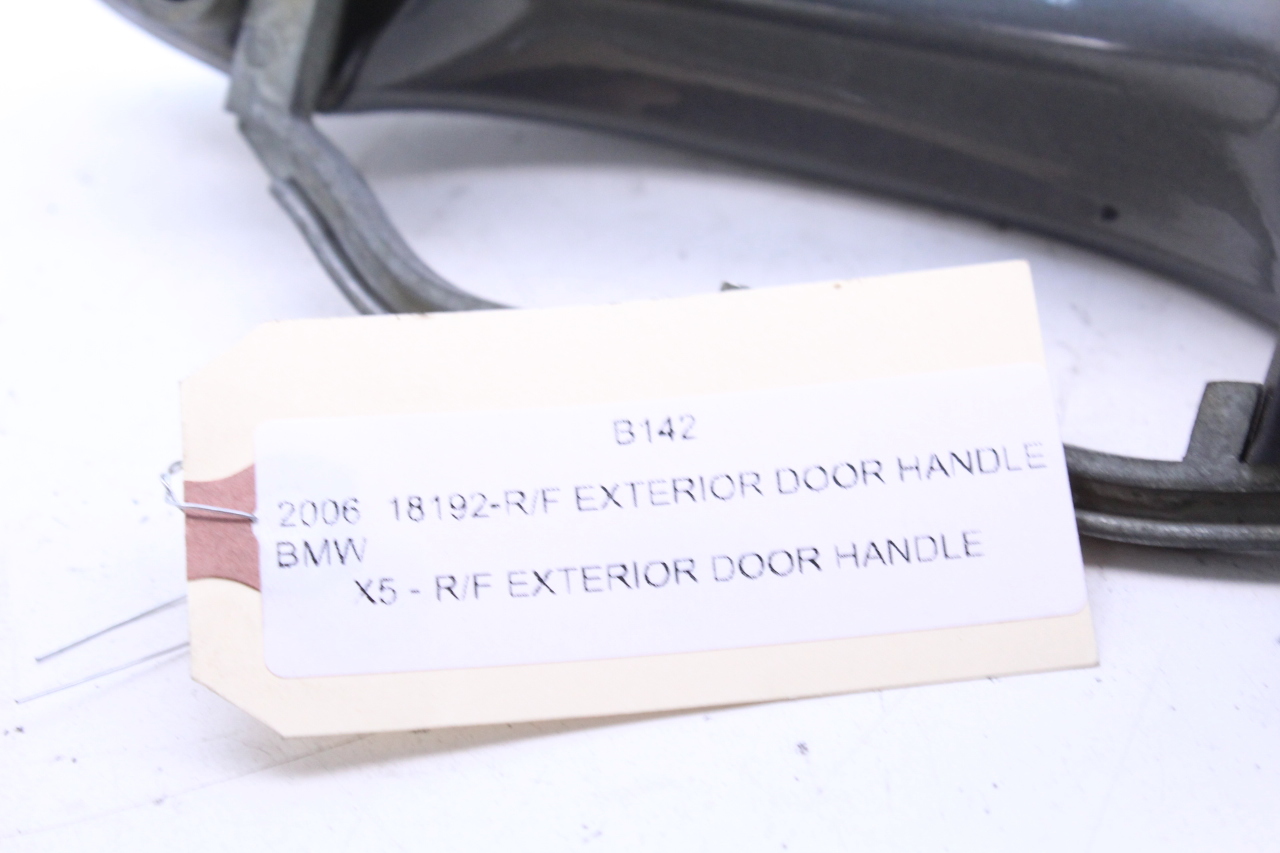 B142
2006 18192-R/F EXTERIOR DOOR HANDLE
BMW
X5 - R/F EXTERIOR DOOR HANDLE